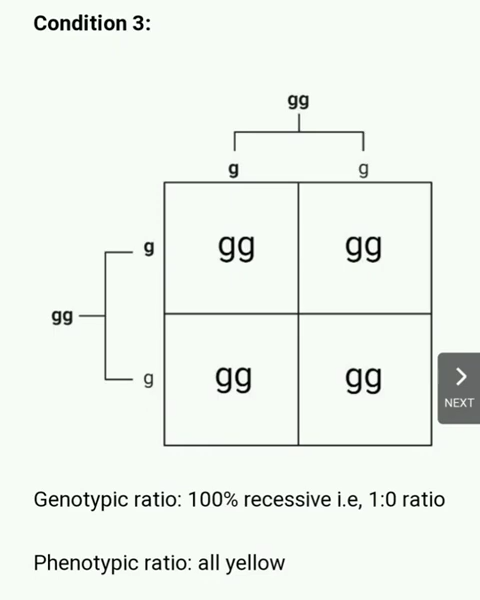 Condition 3:
gg
g g
g gg gg
gg
g gg gg
NEXT
Genotypic ratio: 100% recessive i.e, 1:0 ratio
Phenotypic ratio: all yellow